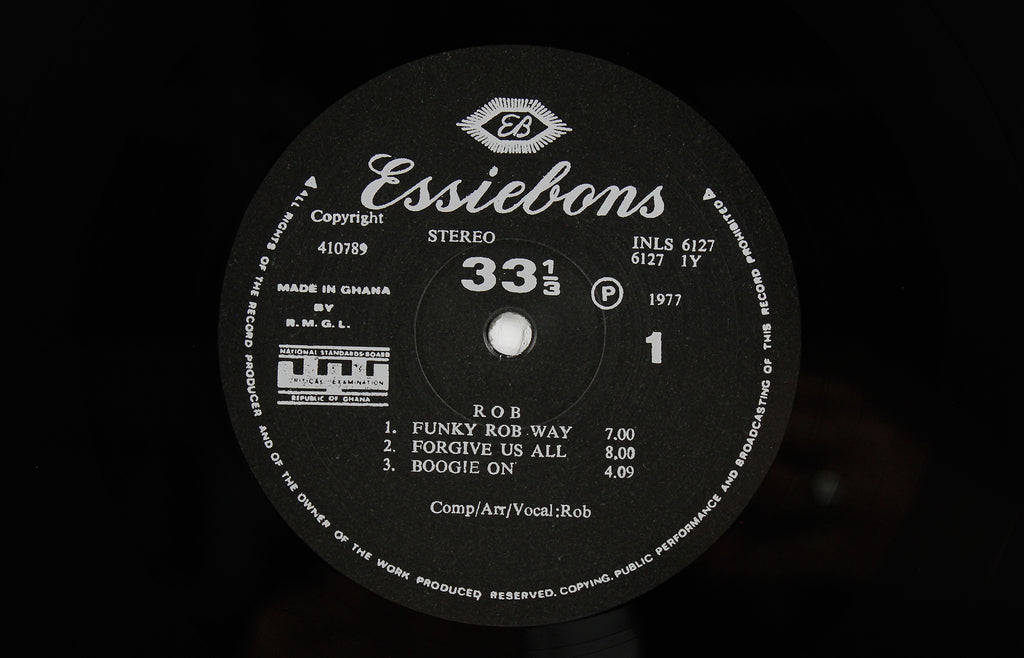 EB
Essiebons
Copyright
410789
STEREO
33 1/3
INLS 6127
6127 1Y
MADE IN GHANA
BY
R.M.G.L.
Ⓟ 1977
1
NATIONAL STANDARDS BOARD
CRITICAL EXAMINATION
REPUBLIC OF GHANA
ROB
1. FUNKY ROB WAY 7.00
2. FORGIVE US ALL 8.00
3. BOOGIE ON 4.09
Comp/Arr/Vocal:Rob
ALL RIGHTS OF THE RECORD PRODUCER AND OF THE OWNER OF THE WORK PRODUCED RESERVED. COPYING. PUBLIC PERFORMANCE AND BROADCASTING OF THIS RECORD PROHIBITED